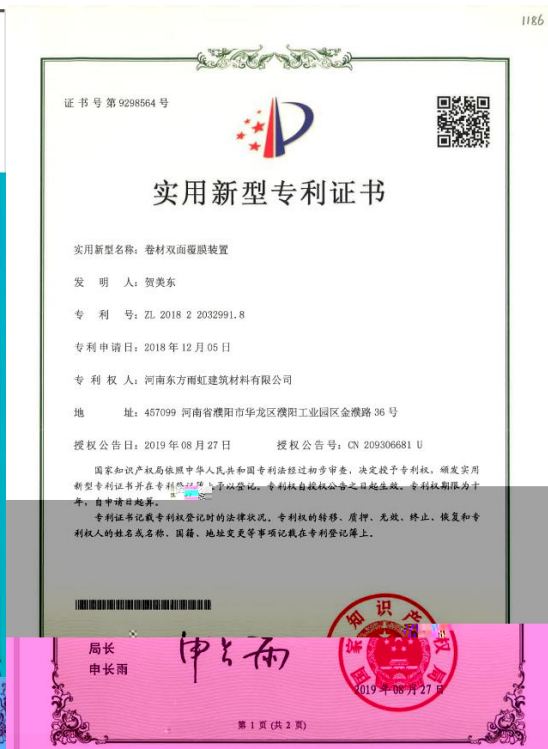 1186
证书号第9298564号
实用新型专利证书
实用新型名称：卷材双面覆膜装置
发明人：贺美东
专利号：ZL 2018 2 2032991.8
专利申请日：2018年12月05日
专利权人：河南东方雨虹建筑材料有限公司
地址：457099 河南省濮阳市华龙区濮阳工业园区金濮路36号
授权公告日：2019年08月27日 授权公告号：CN 209306681 U
国家知识产权局依照中华人民共和国专利法经过初步审查，决定授予专利权，颁发实用
新型专利证书并在专利登记簿上予以登记。专利权自授权公告之日起生效。专利权期限为十
年，自申请日起算。
专利证书记载专利权登记时的法律状况。专利权的转移、质押、无效、终止、恢复和专
利权人的姓名或名称、国籍、地址变更等事项记载在专利登记簿上。
局长
申长雨
申长雨
国家知识产权局
2019年08月27日
第 1 页 (共 2 页)